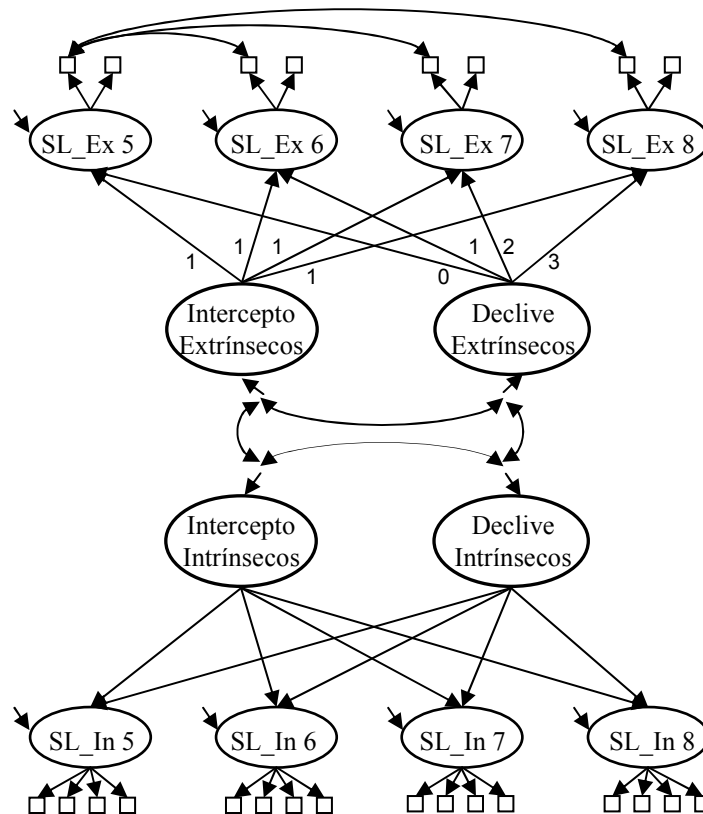 SL_Ex 5
SL_Ex 6
SL_Ex 7
SL_Ex 8
1
1
1
1
0
1
2
3
Intercepto
Extrínsecos
Declive
Extrínsecos
Intercepto
Intrínsecos
Declive
Intrínsecos
SL_In 5
SL_In 6
SL_In 7
SL_In 8